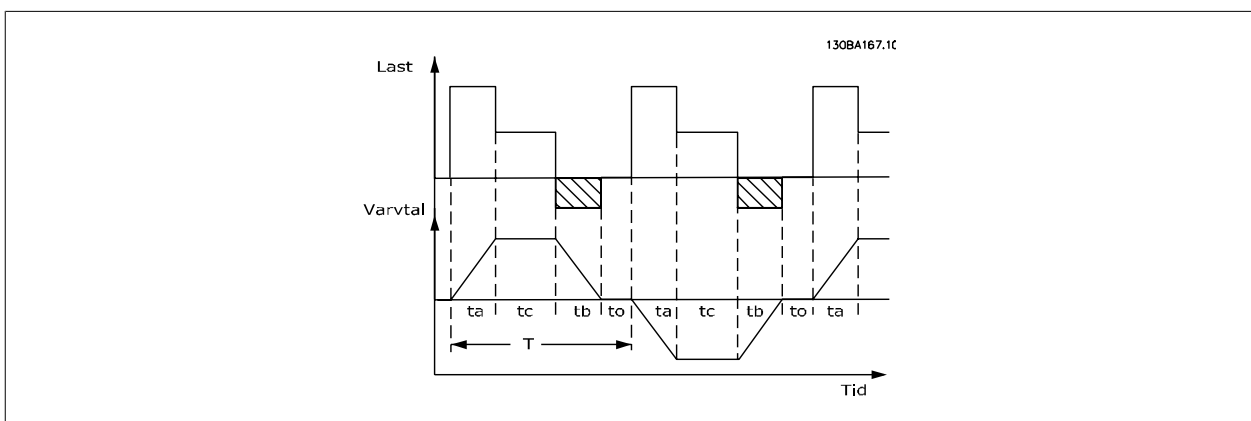 130BA167.10
Last
Varvtal
ta tc tb to ta tc tb to ta
T
Tid